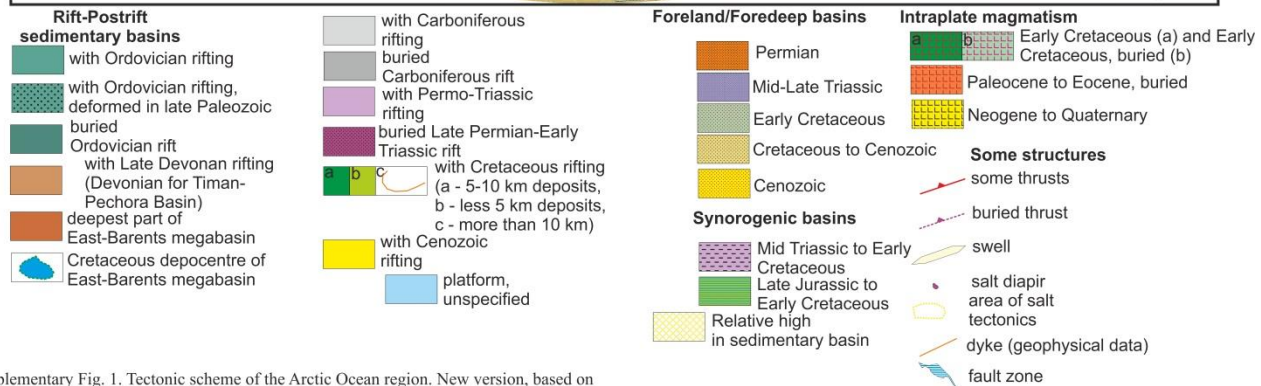 Rift-Postrift
sedimentary basins
with Ordovician rifting
with Ordovician rifting,
deformed in late Paleozoic
buried
Ordovician rift
with Late Devonan rifting
(Devonian for Timan-
Pechora Basin)
deepest part of
East-Barents megabasin
Cretaceous depocentre of
East-Barents megabasin
with Carboniferous
rifting
buried
Carboniferous rift
with Permo-Triassic
rifting
buried Late Permian-Early
Triassic rift
a b c
with Cretaceous rifting
(a - 5-10 km deposits,
b - less 5 km deposits,
c - more than 10 km)
with Cenozoic
rifting
platform,
unspecified
Foreland/Foredeep basins
Permian
Mid-Late Triassic
Early Cretaceous
Cretaceous to Cenozoic
Cenozoic
Synorogenic basins
Mid Triassic to Early
Cretaceous
Late Jurassic to
Early Cretaceous
Relative high
in sedimentary basin
Intraplate magmatism
a b
Early Cretaceous (a) and Early
Cretaceous, buried (b)
Paleocene to Eocene, buried
Neogene to Quaternary
Some structures
some thrusts
buried thrust
swell
salt diapir
area of salt
tectonics
dyke (geophysical data)
fault zone
plementary Fig. 1. Tectonic scheme of the Arctic Ocean region. New version, based on